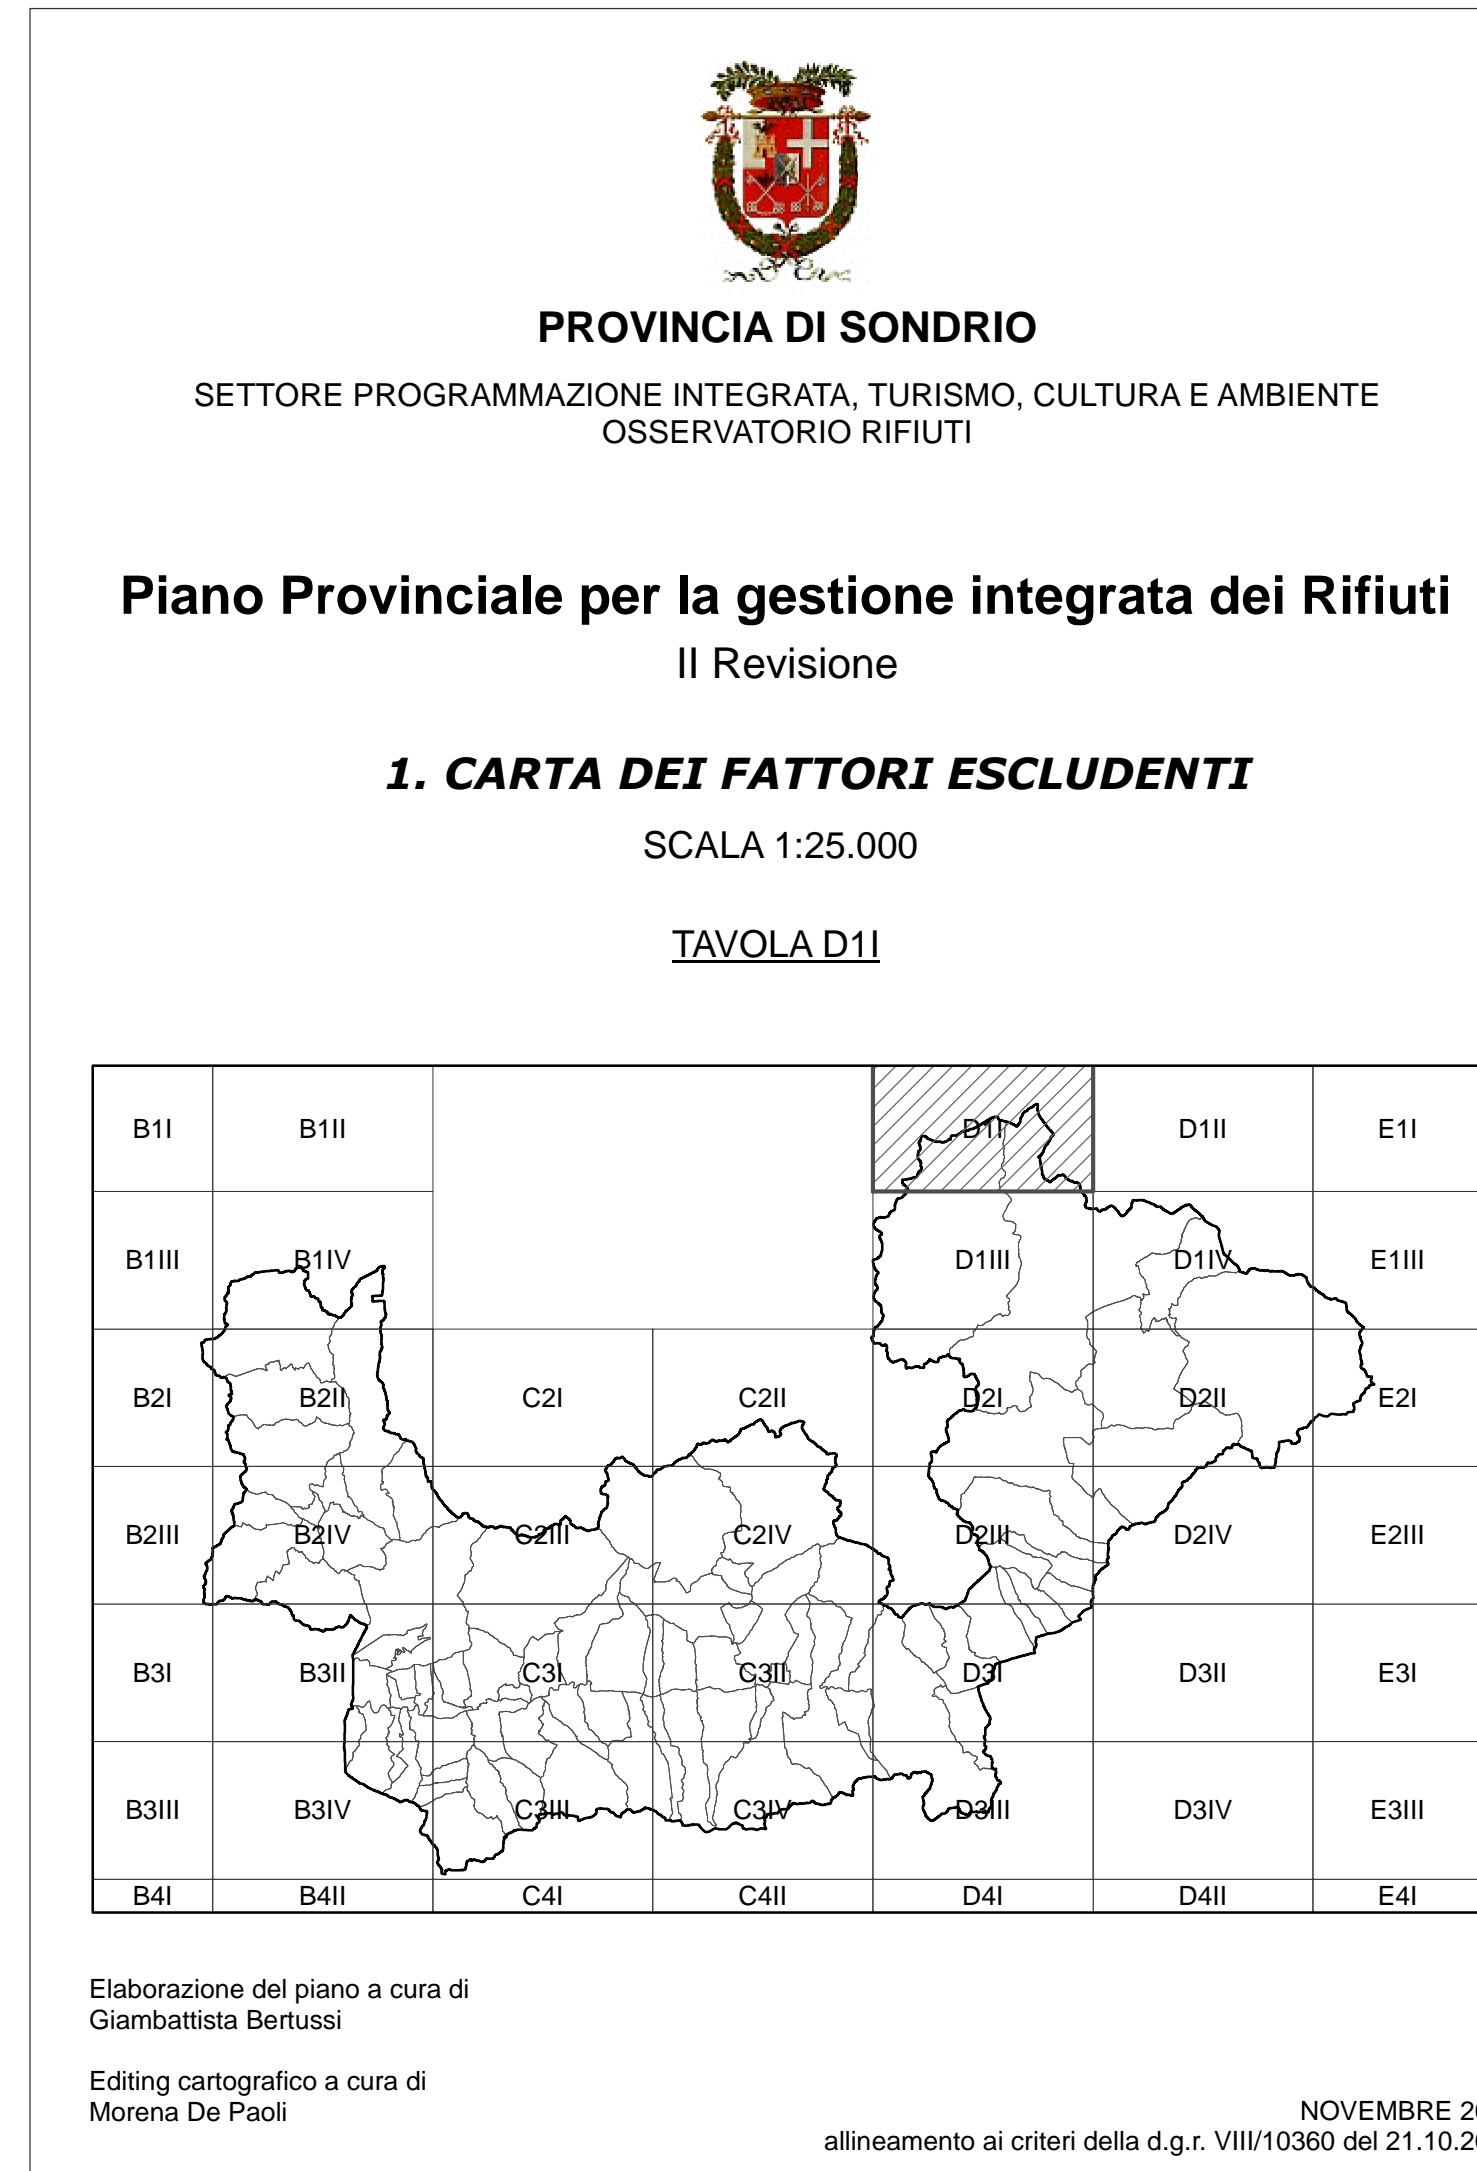 PROVINCIA DI SONDRIO
SETTORE PROGRAMMAZIONE INTEGRATA, TURISMO, CULTURA E AMBIENTE
OSSERVATORIO RIFIUTI
Piano Provinciale per la gestione integrata dei Rifiuti
II Revisione
1. CARTA DEI FATTORI ESCLUDENTI
SCALA 1:25.000
TAVOLA D1I
B1I B1II D1I D1II E1I
B1III B1IV D1III D1IV E1III
B2I B2II C2I C2II D2I D2II E2I
B2III B2IV C2III C2IV D2III D2IV E2III
B3I B3II C3I C3II D3I D3II E3I
B3III B3IV C3III C3IV D3III D3IV E3III
B4I B4II C4I C4II D4I D4II E4I
Elaborazione del piano a cura di
Giambattista Bertussi
Editing cartografico a cura di
Morena De Paoli
NOVEMBRE
allineamento ai criteri della d.g.r. VIII/10360 del